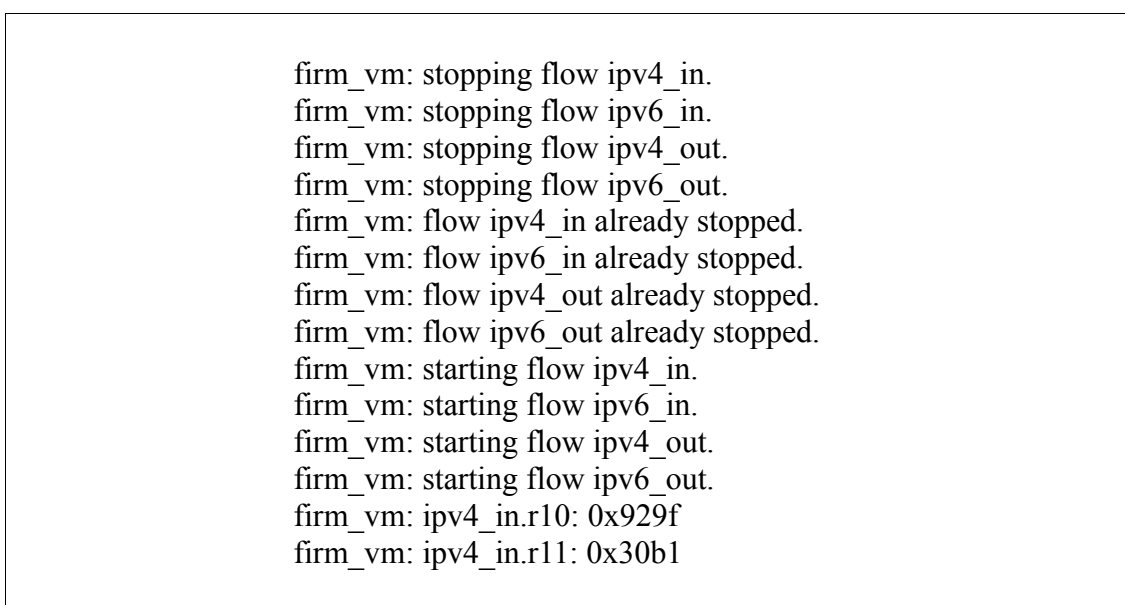 firm_vm: stopping flow ipv4_in.
firm_vm: stopping flow ipv6_in.
firm_vm: stopping flow ipv4_out.
firm_vm: stopping flow ipv6_out.
firm_vm: flow ipv4_in already stopped.
firm_vm: flow ipv6_in already stopped.
firm_vm: flow ipv4_out already stopped.
firm_vm: flow ipv6_out already stopped.
firm_vm: starting flow ipv4_in.
firm_vm: starting flow ipv6_in.
firm_vm: starting flow ipv4_out.
firm_vm: starting flow ipv6_out.
firm_vm: ipv4_in.r10: 0x929f
firm_vm: ipv4_in.r11: 0x30b1